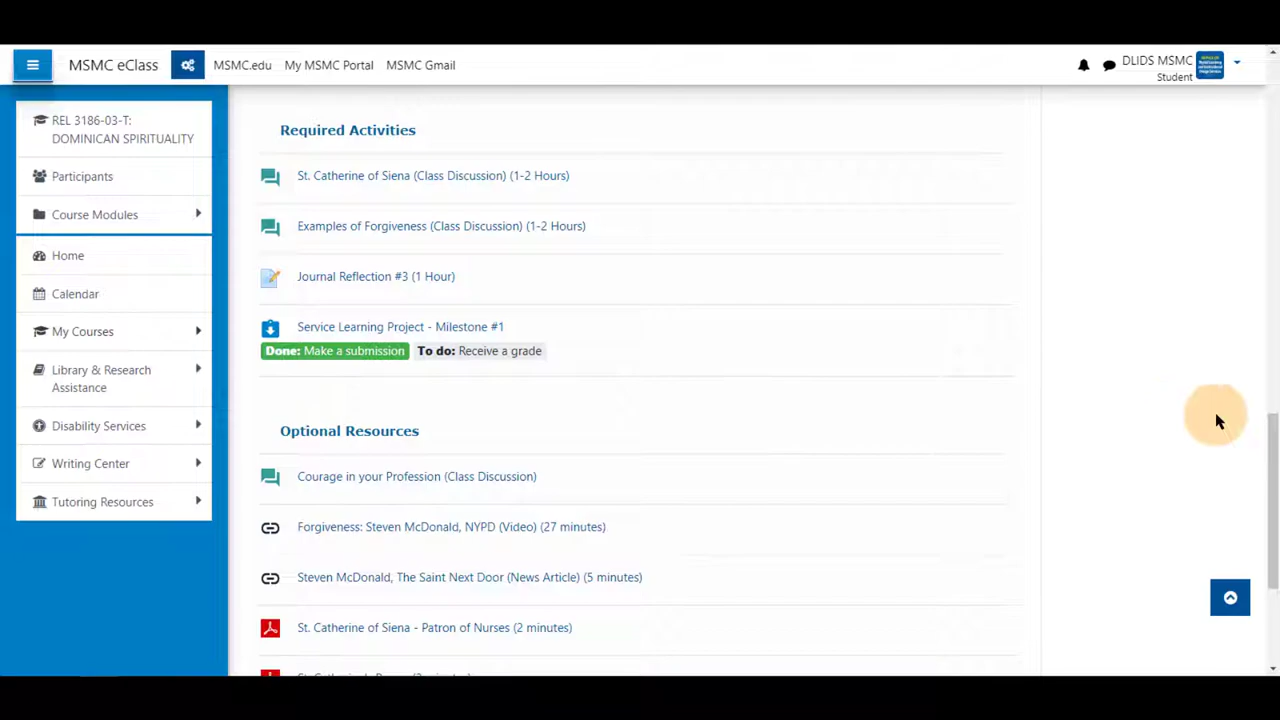 MSMC eClass
MSMC.edu
My MSMC Portal
MSMC Gmail
DLIDS MSMC
Student
REL 3186-03-T:
DOMINICAN SPIRITUALITY
Participants
Course Modules
Home
Calendar
My Courses
Library & Research
Assistance
Disability Services
Writing Center
Tutoring Resources
Required Activities
St. Catherine of Siena (Class Discussion) (1-2 Hours)
Examples of Forgiveness (Class Discussion) (1-2 Hours)
Journal Reflection #3 (1 Hour)
Service Learning Project - Milestone #1
Done: Make a submission To do: Receive a grade
Optional Resources
Courage in your Profession (Class Discussion)
Forgiveness: Steven McDonald, NYPD (Video) (27 minutes)
Steven McDonald, The Saint Next Door (News Article) (5 minutes)
St. Catherine of Siena - Patron of Nurses (2 minutes)